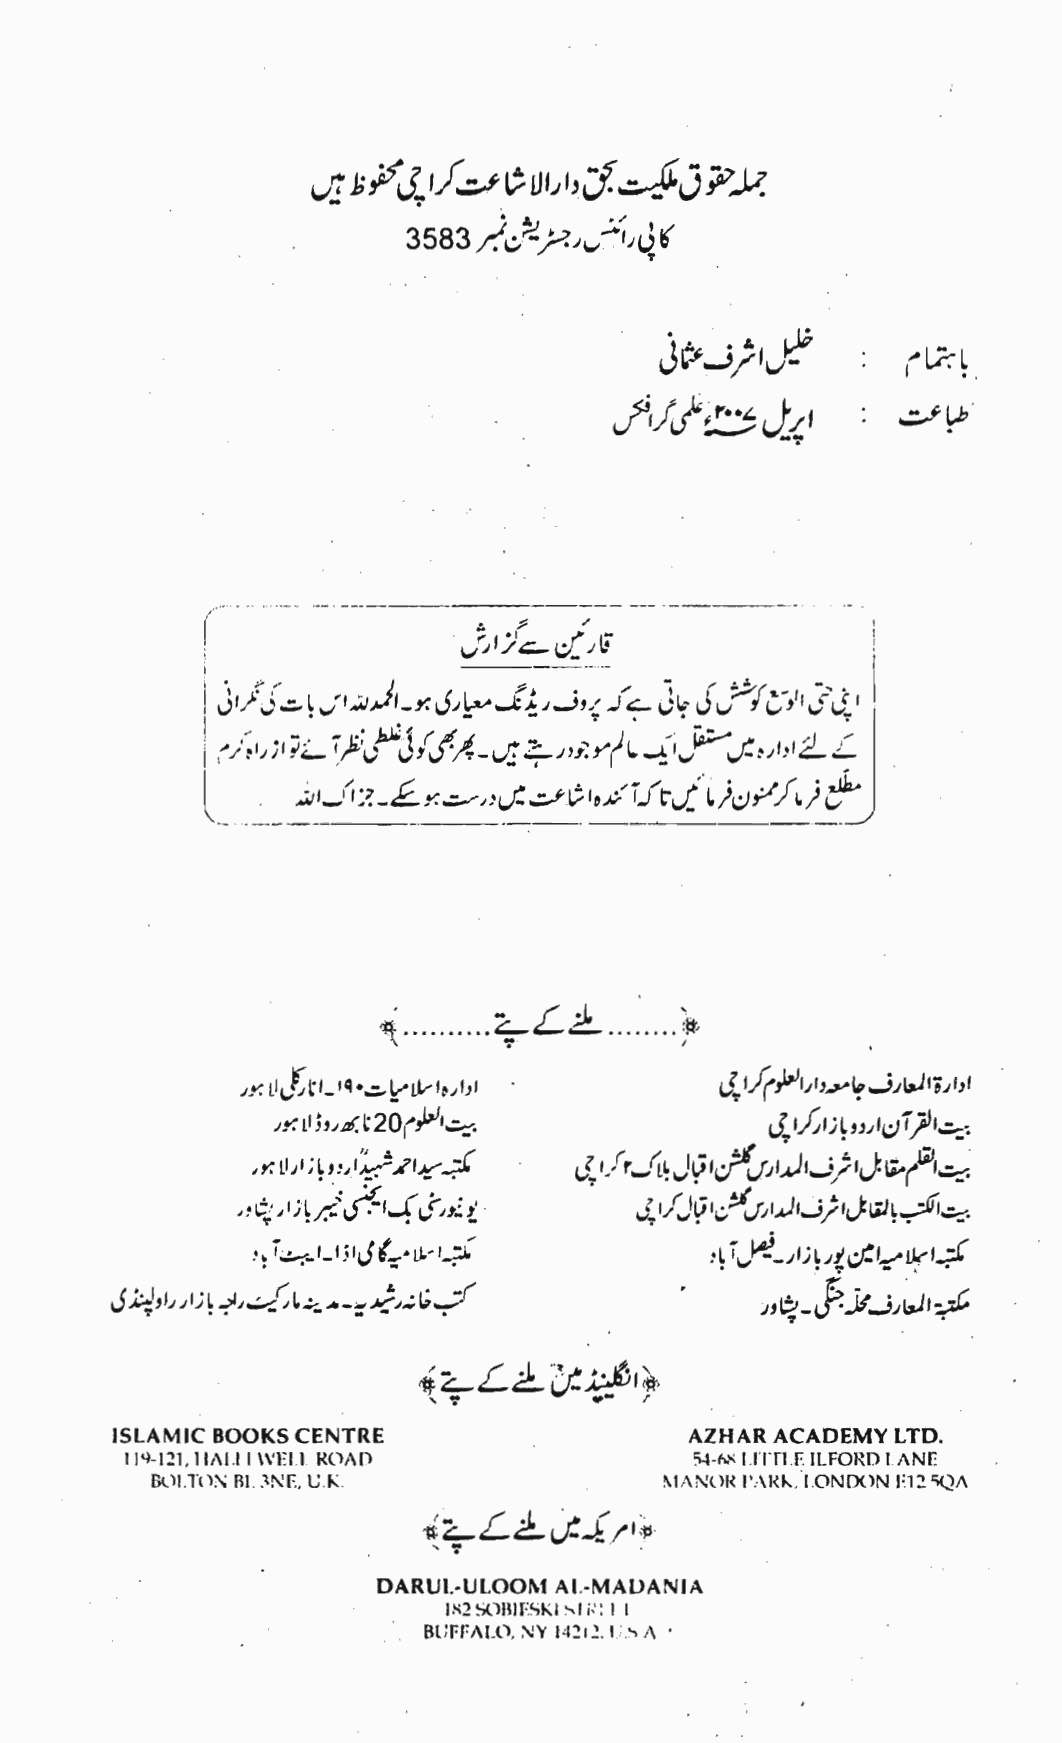 جملہ حقوق ملکیت بحق دارالاشاعت کراچی محفوظ ہیں
کاپی رائٹس رجسٹریشن نمبر 3583
باہتمام : خلیل اشرف عثمانی
طباعت : اپریل ۲۰۰۷ء علمی گرافکس
قارئین سے گزارش
اپنی حتی الوسع کوشش کی جاتی ہے کہ پروف ریڈنگ معیاری ہو۔ الحمدللہ اس بات کی نگرانی
کے لئے ادارہ میں مستقل ایک عالم موجود رہتے ہیں۔ پھر بھی کوئی غلطی نظر آئے تو از راہ کرم
مطلع فرما کر ممنون فرمائیں تاکہ آئندہ اشاعت میں درست ہو سکے۔ جزاک اللہ
﴿..........ملنے کے پتے..........﴾
ادارۃ المعارف جامعہ دارالعلوم کراچی
بیت القرآن اردو بازار کراچی
بیت القلم مقابل اشرف المدارس گلشن اقبال بلاک ۲ کراچی
بیت الکتب بالمقابل اشرف المدارس گلشن اقبال کراچی
مکتبہ اسلامیہ امین پور بازار۔ فیصل آباد
مکتبۃ المعارف محلہ جنگی۔ پشاور
ادارہ اسلامیات ۱۹۰۔ انارکلی لاہور
بیت العلوم 20 نابھ روڈ لاہور
مکتبہ سید احمد شہیدؒ اردو بازار لاہور
یونیورسٹی بک ایجنسی خیبر بازار پشاور
مکتبہ اسلامیہ گامی اڈا۔ ایبٹ آباد
کتب خانہ رشیدیہ۔ مدینہ مارکیٹ راجہ بازار راولپنڈی
﴿انگلینڈ میں ملنے کے پتے﴾
ISLAMIC BOOKS CENTRE
119-121, HALLI WELL ROAD
BOLTON BL 3NE, U.K.
AZHAR ACADEMY LTD.
54-68 LITTLE ILFORD LANE
MANOR PARK, LONDON E12 5QA
﴿امریکہ میں ملنے کے پتے﴾
DARUL-ULOOM AL-MADANIA
182 SOBIESKI STREET
BUFFALO, NY 14212, U.S.A